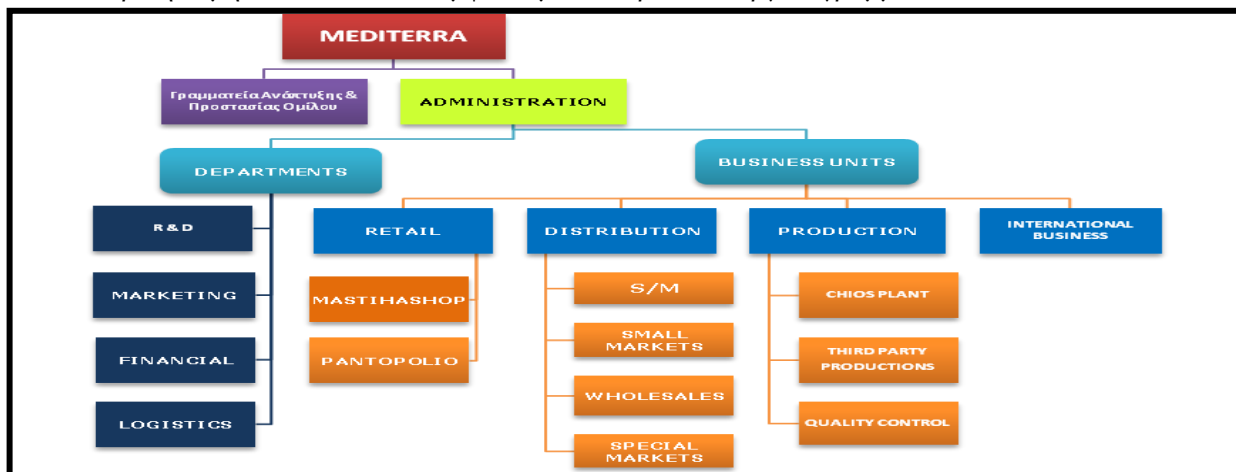 MEDITERRA
Γραμματεία Ανάπτυξης &
Προστασίας Ομίλου
ADMINISTRATION
DEPARTMENTS
BUSINESS UNITS
R & D
RETAIL
DISTRIBUTION
PRODUCTION
INTERNATIONAL
BUSINESS
MARKETING
MASTIHASHOP
S/M
CHIOS PLANT
SMALL
MARKETS
FINANCIAL
PANTOPOLIO
THIRD PARTY
PRODUCTIONS
WHOLESALES
LOGISTICS
QUALITY CONTROL
SPECIAL
MARKETS